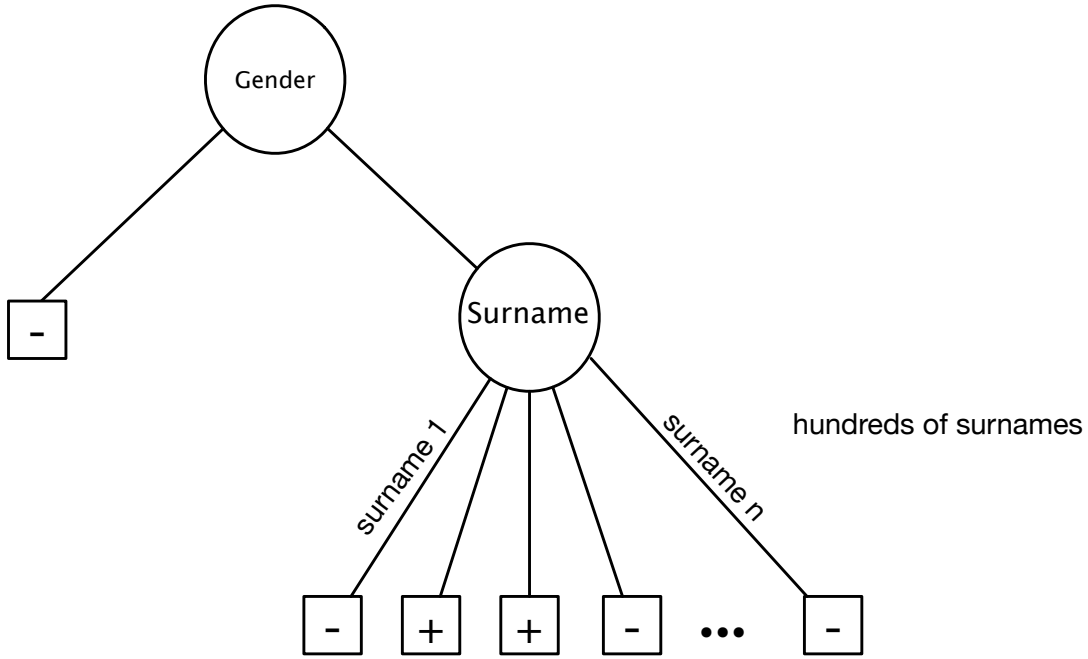 Gender
-
Surname
surname 1
surname n
hundreds of surnames
- + + - ... -